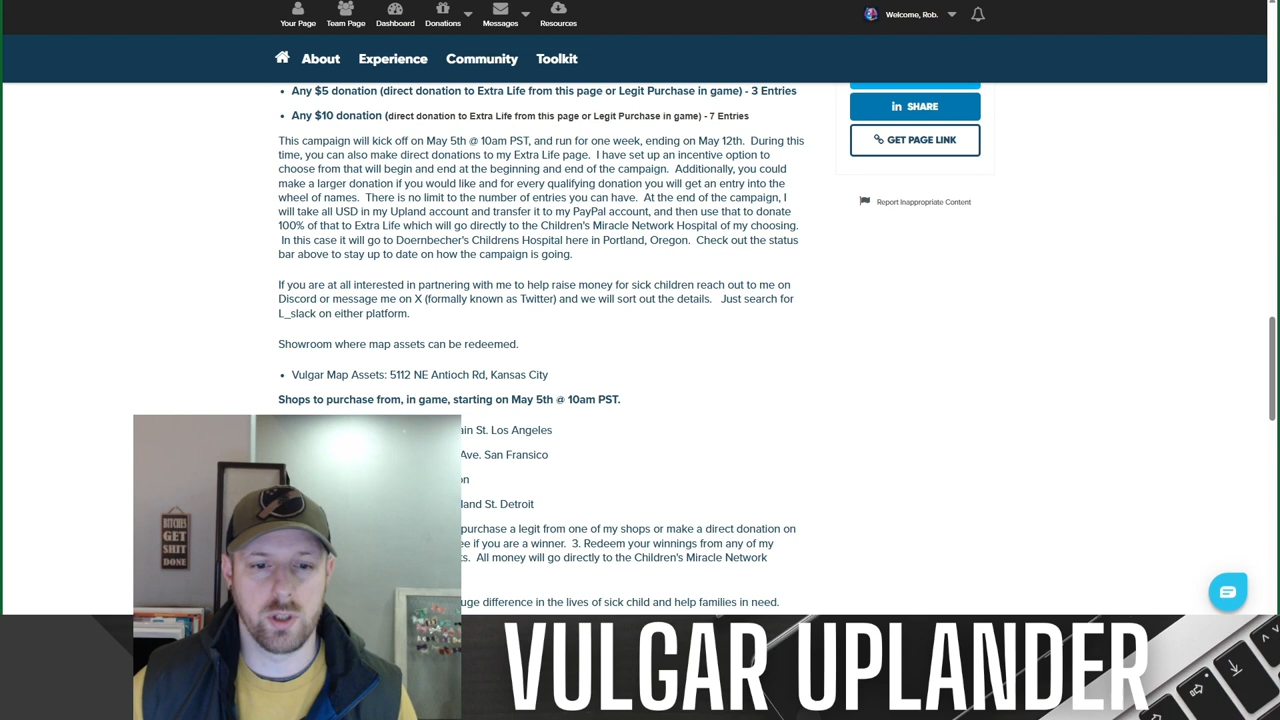 Your Page
Team Page
Dashboard
Donations
Messages
Resources
Welcome, Rob.
About
Experience
Community
Toolkit
• Any $5 donation (direct donation to Extra Life from this page or Legit Purchase in game) - 3 Entries
• Any $10 donation (direct donation to Extra Life from this page or Legit Purchase in game) - 7 Entries
This campaign will kick off on May 5th @ 10am PST, and run for one week, ending on May 12th. During this
time, you can also make direct donations to my Extra Life page. I have set up an incentive option to
choose from that will begin and end at the beginning and end of the campaign. Additionally, you could
make a larger donation if you would like and for every qualifying donation you will get an entry into the
wheel of names. There is no limit to the number of entries you can have. At the end of the campaign, I
will take all USD in my Upland account and transfer it to my PayPal account, and then use that to donate
100% of that to Extra Life which will go directly to the Children's Miracle Network Hospital of my choosing.
In this case it will go to Doernbecher's Childrens Hospital here in Portland, Oregon. Check out the status
bar above to stay up to date on how the campaign is going.
If you are at all interested in partnering with me to help raise money for sick children reach out to me on
Discord or message me on X (formally known as Twitter) and we will sort out the details. Just search for
L_slack on either platform.
Showroom where map assets can be redeemed.
• Vulgar Map Assets: 5112 NE Antioch Rd, Kansas City
Shops to purchase from, in game, starting on May 5th @ 10am PST.
ain St. Los Angeles
Ave. San Fransico
on
land St. Detroit
purchase a legit from one of my shops or make a direct donation on
ee if you are a winner. 3. Redeem your winnings from any of my
ts. All money will go directly to the Children's Miracle Network
uge difference in the lives of sick child and help families in need.
in SHARE
GET PAGE LINK
Report Inappropriate Content
BITCHES
GET
SHIT
DONE
VULGAR UPLANDER